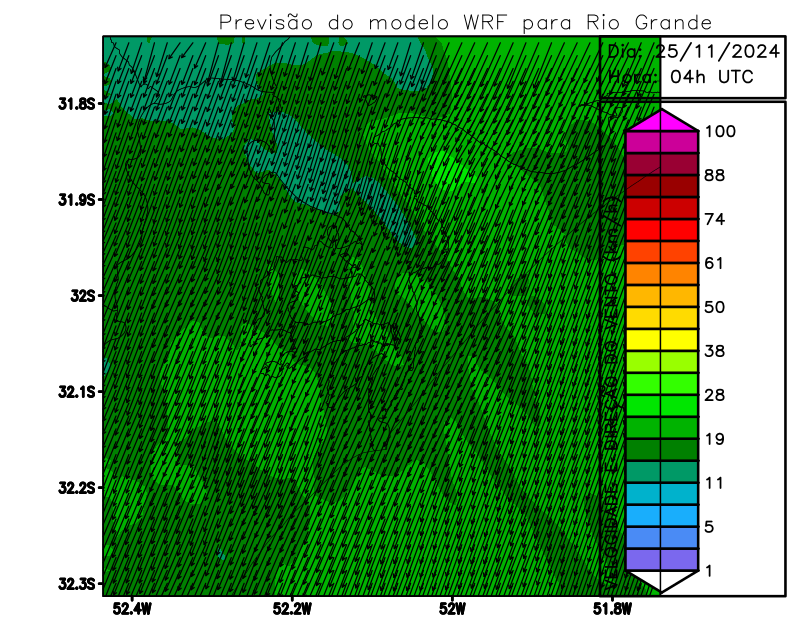 Previsão do modelo WRF para Rio Grande
Dia: 25/11/2024
Hora: 04h UTC
31.8S
31.9S
32S
32.1S
32.2S
32.3S
52.4W
52.2W
52W
51.8W
VELOCIDADE E DIREÇÃO DO VENTO (km/h)
100
88
74
61
50
38
28
19
11
5
1